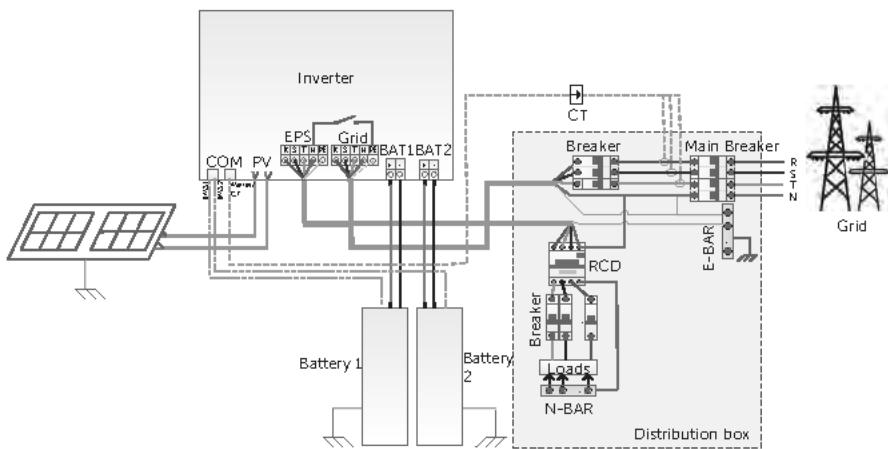 Inverter
EPS
Grid
R S T N PE
R S T N PE
BAT1
BAT2
+ -
+ -
COM
PV
CT
Breaker
Main Breaker
R
S
T
N
Grid
E-BAR
RCD
Breaker
Loads
N-BAR
Battery 1
Battery
2
Distribution box